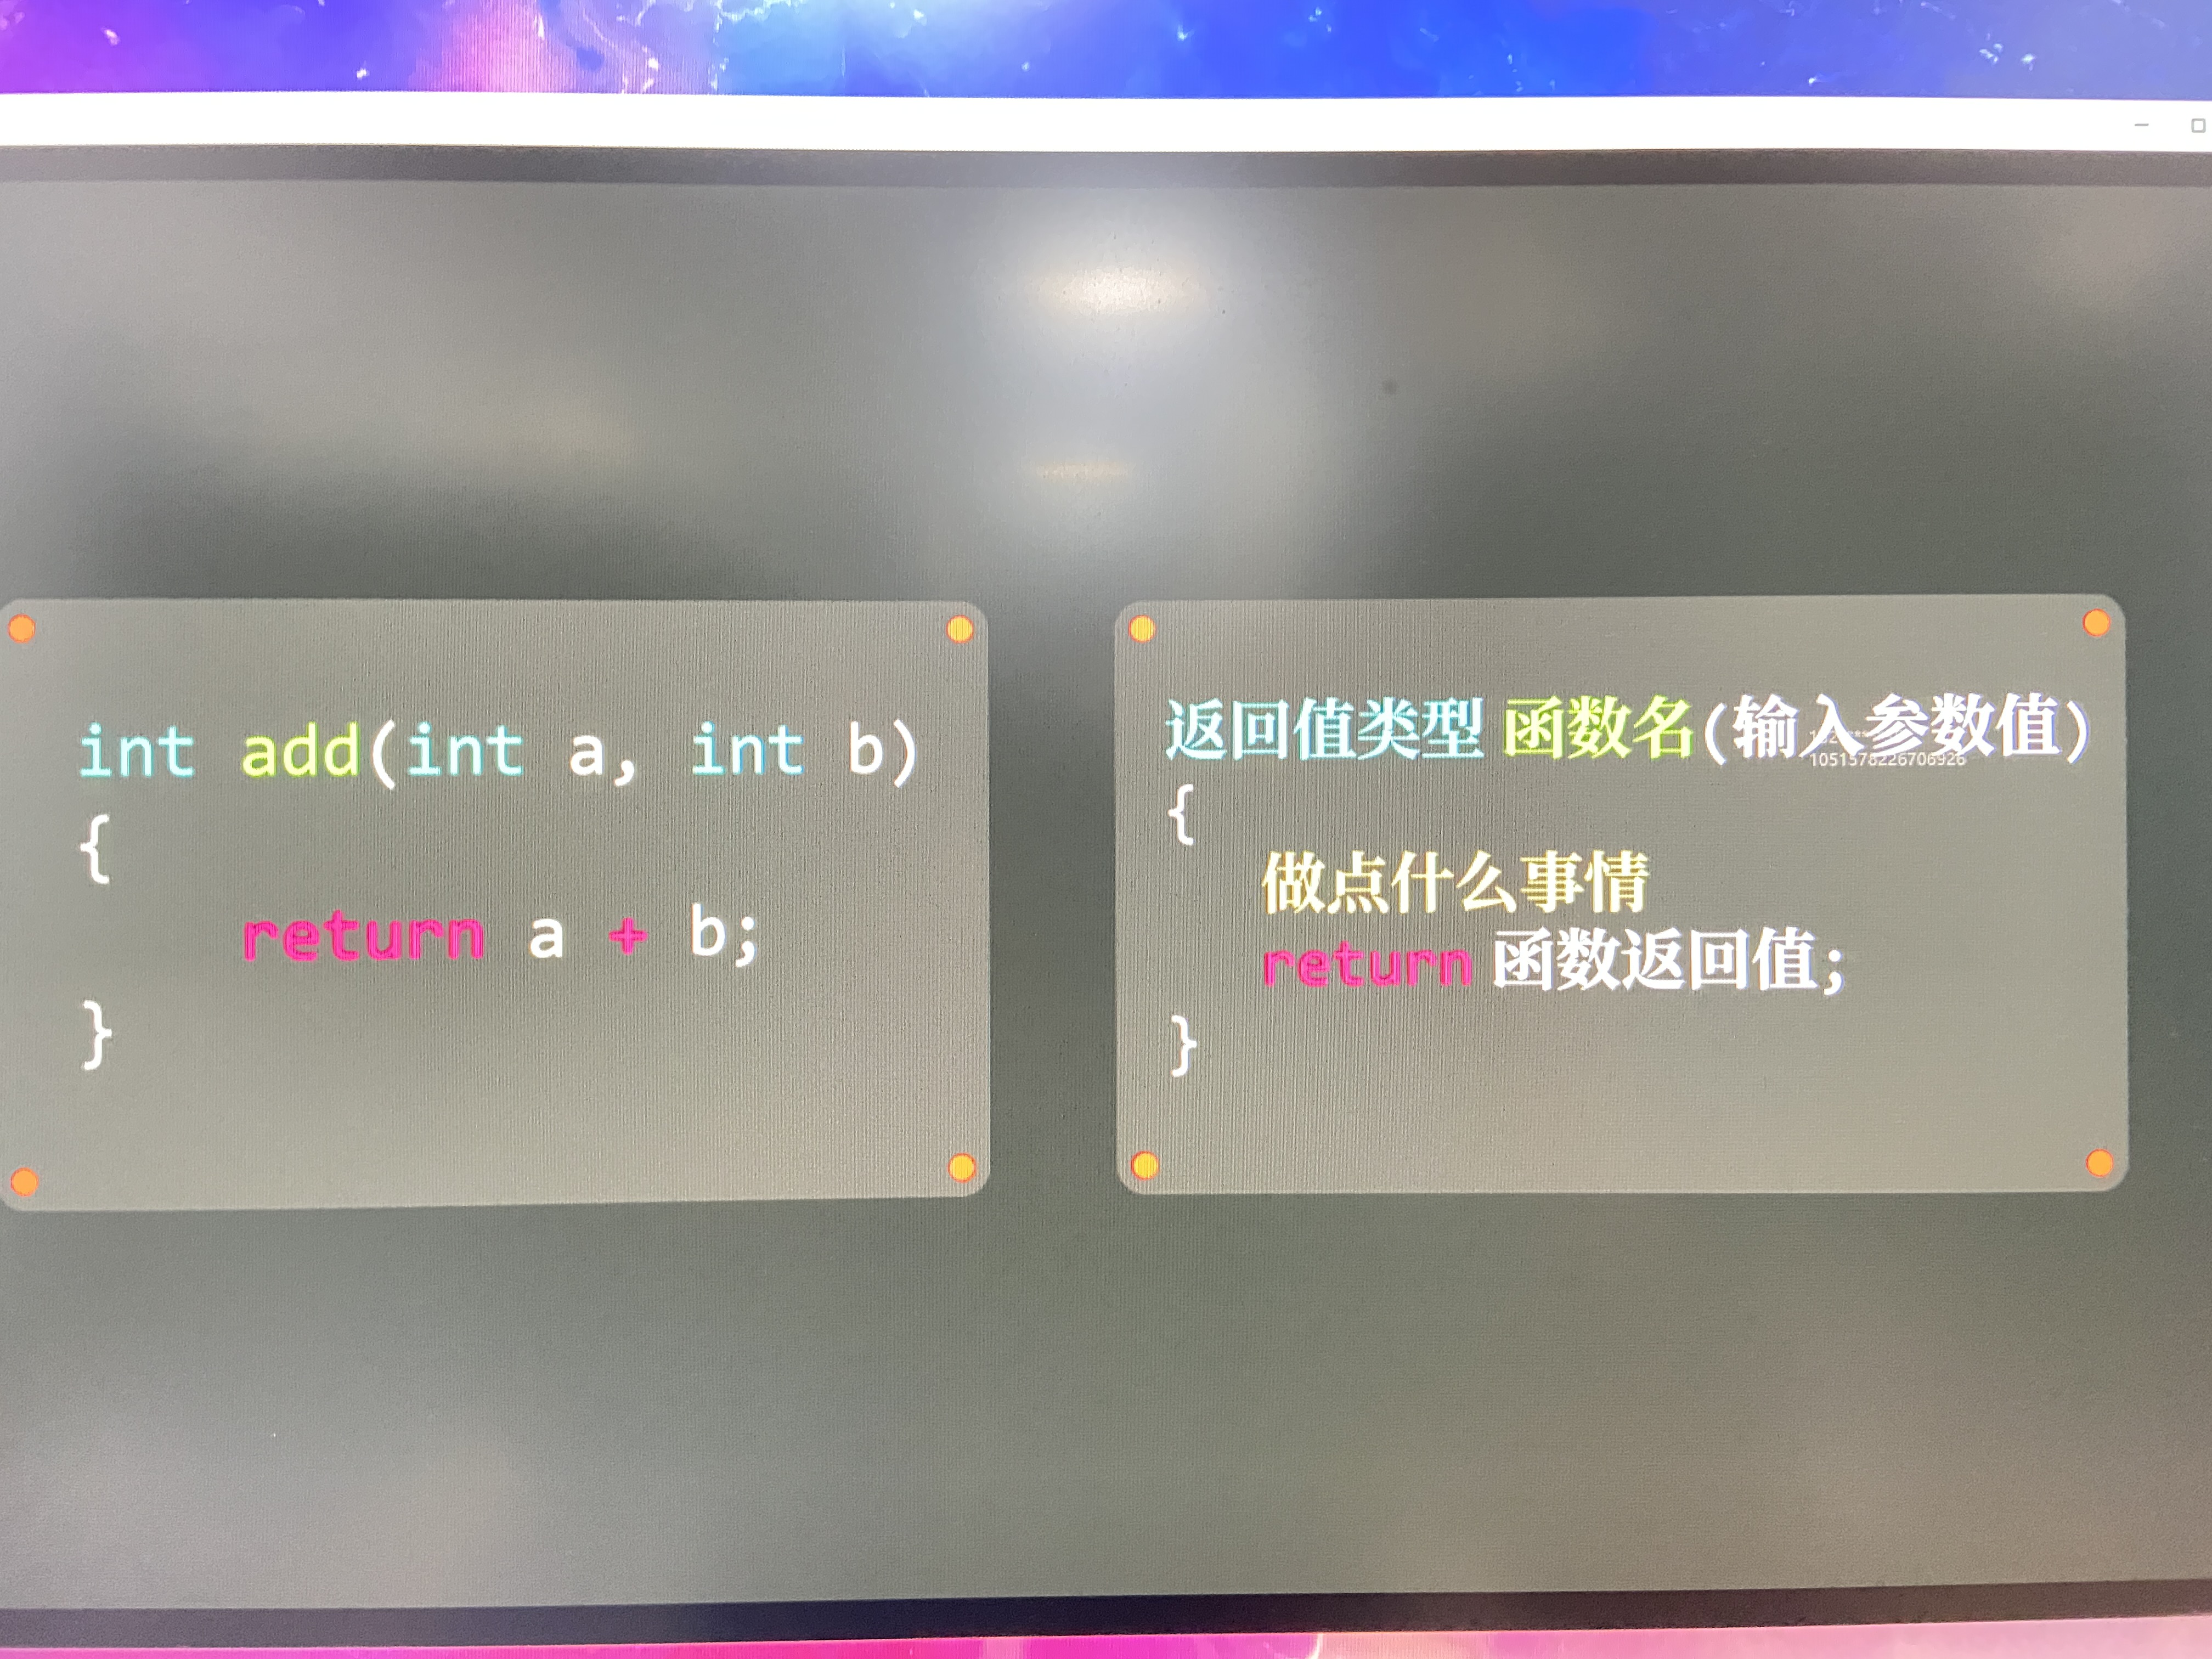 int add(int a, int b)
{
    return a + b;
}
返回值类型 函数名(输入参数值)
1051578226706926
{
    做点什么事情
    return 函数返回值;
}